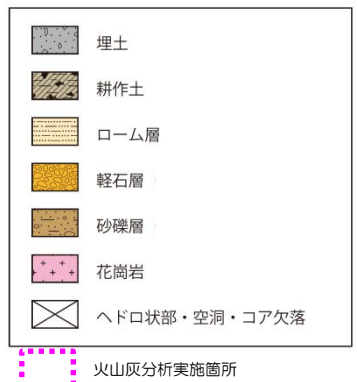 埋土
耕作土
ローム層
軽石層
砂礫層
花崗岩
ヘドロ状部・空洞・コア欠落
火山灰分析実施箇所